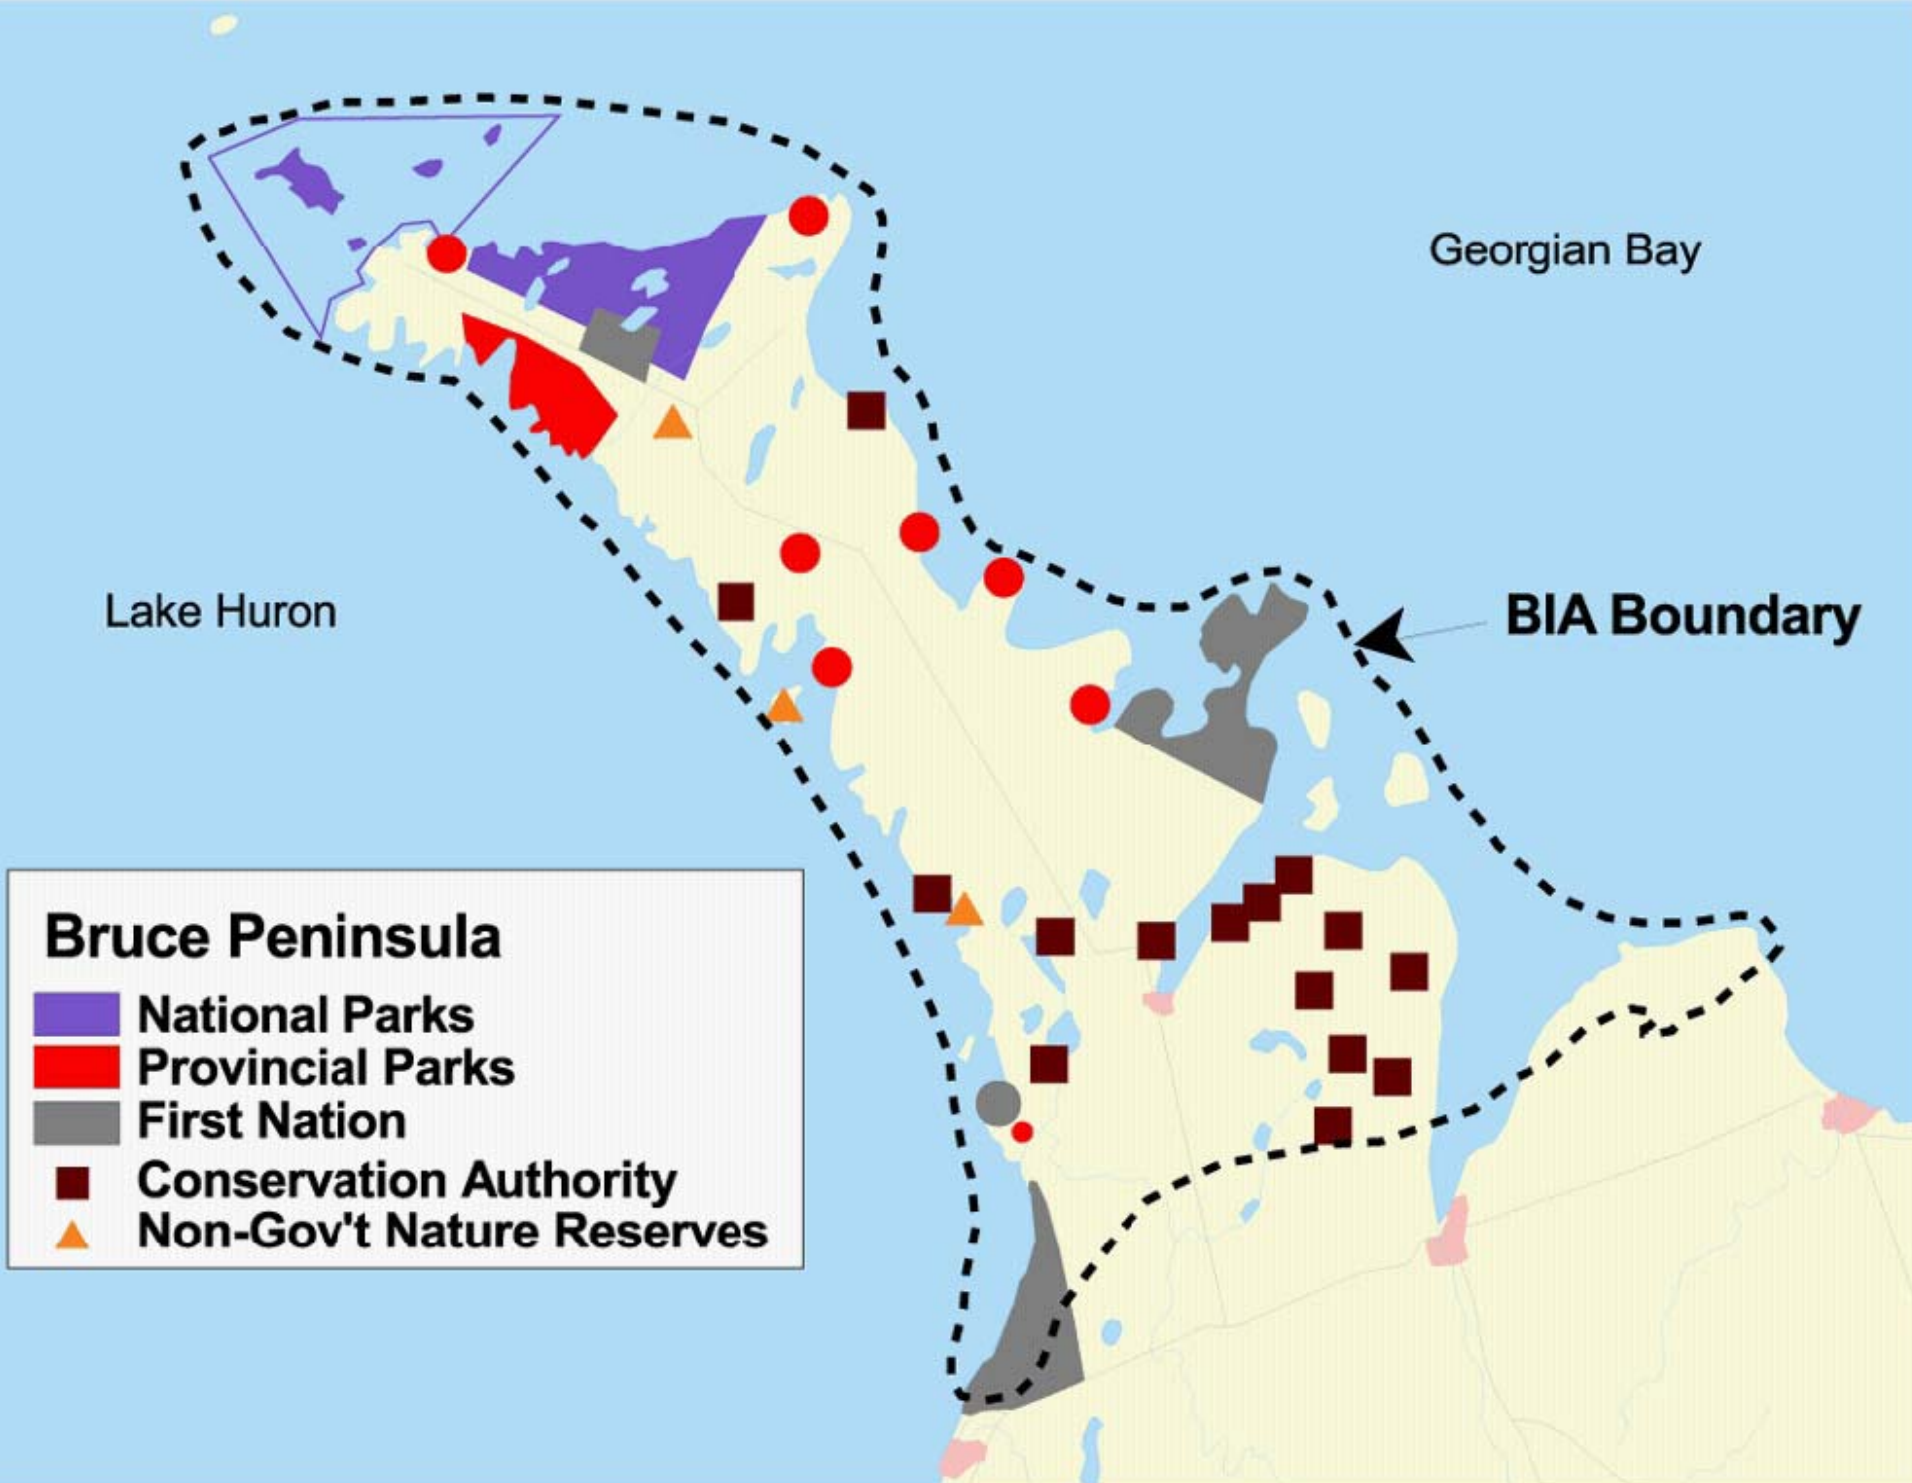 Georgian Bay
Lake Huron
BIA Boundary
Bruce Peninsula
National Parks
Provincial Parks
First Nation
Conservation Authority
Non-Gov't Nature Reserves